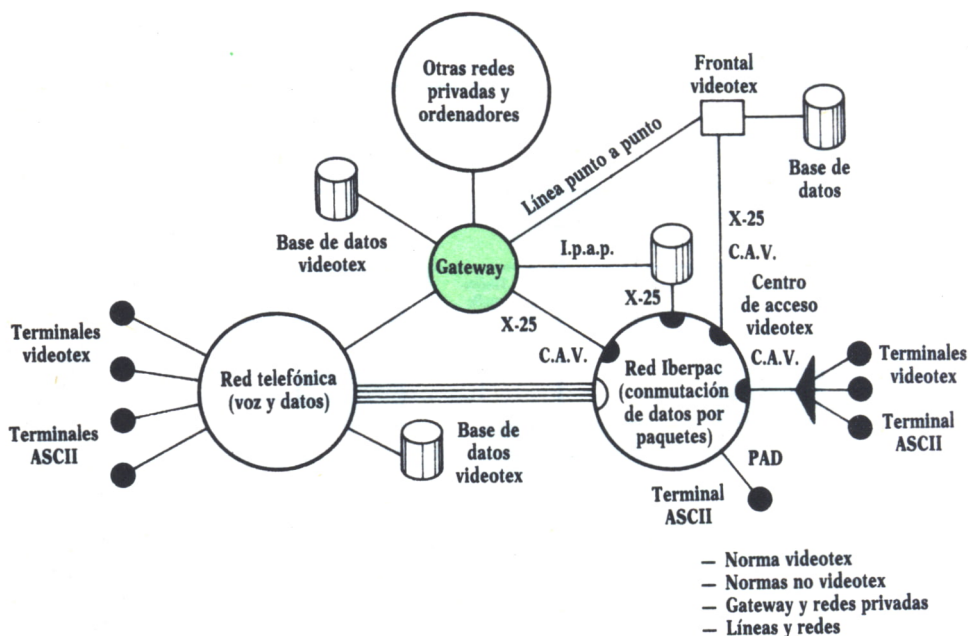 Otras redes
privadas y
ordenadores
Frontal
videotex
Línea punto a punto
Base de
datos
Base de datos
videotex
Gateway
I.p.a.p.
X-25
C.A.V.
X-25
X-25
C.A.V.
Centro
de acceso
videotex
C.A.V.
Terminales
videotex
Terminales
ASCII
Red telefónica
(voz y datos)
Base de
datos
videotex
Red Iberpac
(conmutación
de datos por
paquetes)
Terminales
videotex
Terminal
ASCII
PAD
Terminal
ASCII
— Norma videotex
— Normas no videotex
— Gateway y redes privadas
— Líneas y redes